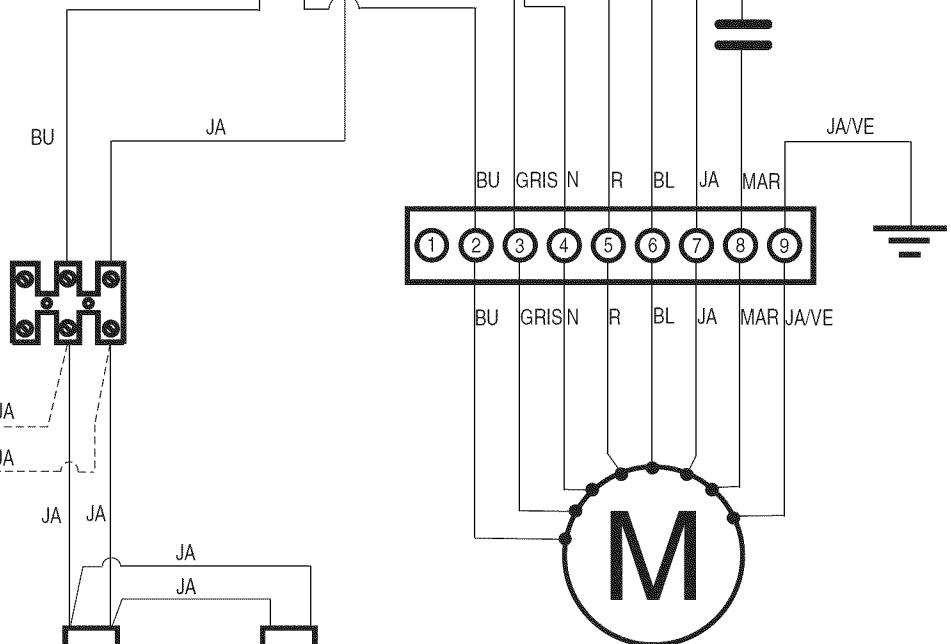 JA/VE
BU
JA
BU GRIS N R BL JA MAR
1 2 3 4 5 6 7 8 9
BU GRIS N R BL JA MAR JA/VE
JA
JA
JA JA
JA
JA
M